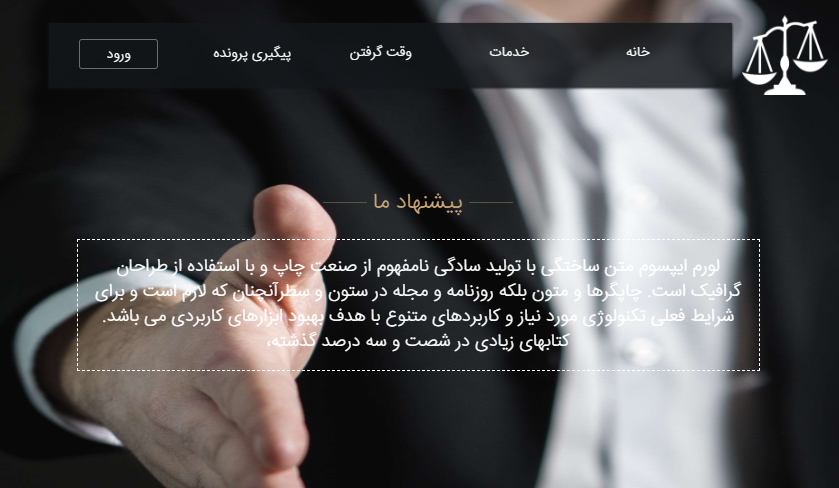 خانه
خدمات
وقت گرفتن
پیگیری پرونده
ورود
پیشنهاد ما
لورم ایپسوم متن ساختگی با تولید سادگی نامفهوم از صنعت چاپ و با استفاده از طراحان
گرافیک است. چاپگرها و متون بلکه روزنامه و مجله در ستون و سطرآنچنان که لازم است و برای
شرایط فعلی تکنولوژی مورد نیاز و کاربردهای متنوع با هدف بهبود ابزارهای کاربردی می باشد.
کتابهای زیادی در شصت و سه درصد گذشته،